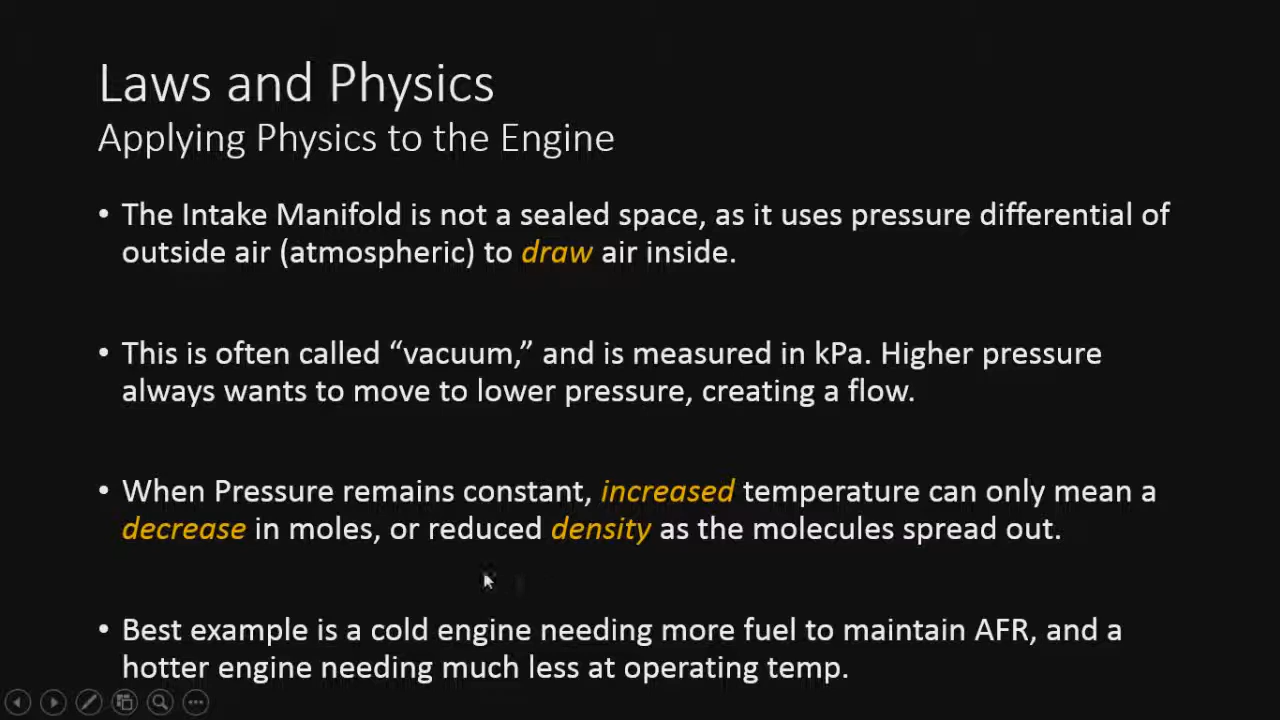 Laws and Physics
Applying Physics to the Engine
• The Intake Manifold is not a sealed space, as it uses pressure differential of
outside air (atmospheric) to draw air inside.
• This is often called “vacuum,” and is measured in kPa. Higher pressure
always wants to move to lower pressure, creating a flow.
• When Pressure remains constant, increased temperature can only mean a
decrease in moles, or reduced density as the molecules spread out.
• Best example is a cold engine needing more fuel to maintain AFR, and a
hotter engine needing much less at operating temp.